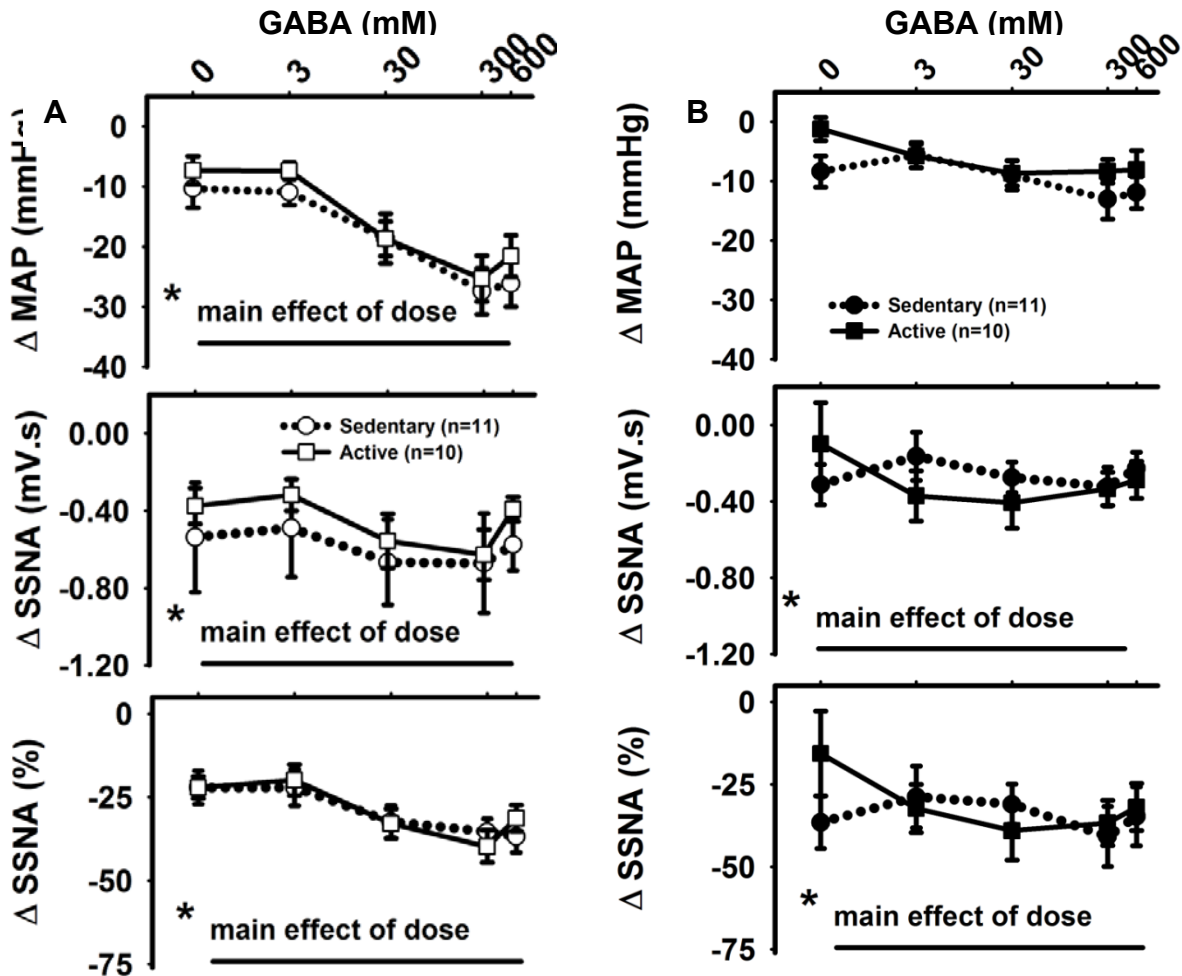 GABA (mM)
0 3 30 300 600
A
Δ MAP (mmHg)
0
-10
-20
-30
-40
* main effect of dose
Δ SSNA (mV.s)
0.00
-0.40
-0.80
-1.20
Sedentary (n=11)
Active (n=10)
* main effect of dose
Δ SSNA (%)
0
-25
-50
-75
* main effect of dose
GABA (mM)
0 3 30 300 600
B
Δ MAP (mmHg)
0
-10
-20
-30
-40
Sedentary (n=11)
Active (n=10)
Δ SSNA (mV.s)
0.00
-0.40
-0.80
-1.20
* main effect of dose
Δ SSNA (%)
0
-25
-50
-75
* main effect of dose